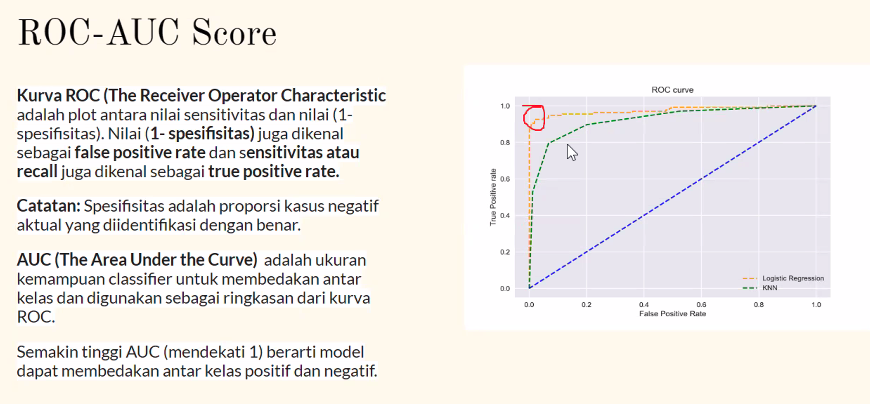 ROC-AUC Score
Kurva ROC (The Receiver Operator Characteristic
adalah plot antara nilai sensitivitas dan nilai (1-
spesifisitas). Nilai (1- spesifisitas) juga dikenal
sebagai false positive rate dan sensitivitas atau
recall juga dikenal sebagai true positive rate.
Catatan: Spesifisitas adalah proporsi kasus negatif
aktual yang diidentifikasi dengan benar.
AUC (The Area Under the Curve) adalah ukuran
kemampuan classifier untuk membedakan antar
kelas dan digunakan sebagai ringkasan dari kurva
ROC.
Semakin tinggi AUC (mendekati 1) berarti model
dapat membedakan antar kelas positif dan negatif.
ROC curve
True Positive rate
1.0
0.8
0.6
0.4
0.2
0.0
Logistic Regression
KNN
0.0 0.2 0.4 0.6 0.8 1.0
False Positive Rate